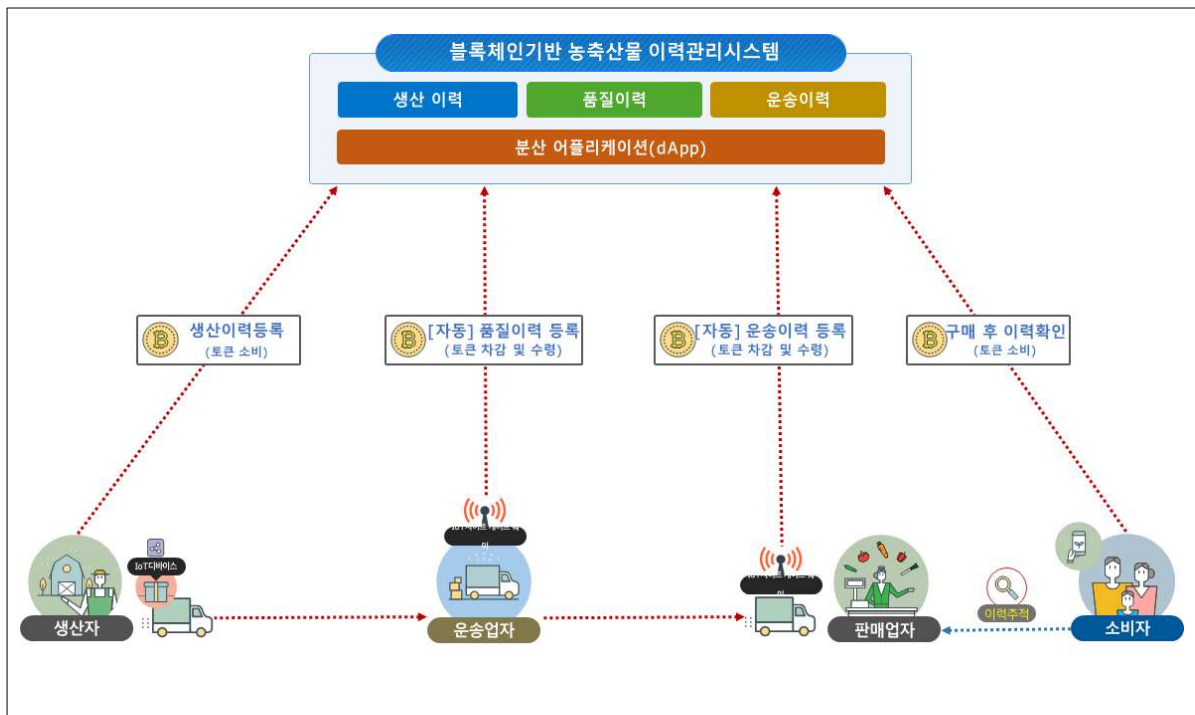 블록체인기반 농축산물 이력관리시스템
생산 이력
품질이력
운송이력
분산 어플리케이션(dApp)
생산이력등록
(토큰 소비)
[자동] 품질이력 등록
(토큰 차감 및 수령)
[자동] 운송이력 등록
(토큰 차감 및 수령)
구매 후 이력확인
(토큰 소비)
IoT디바이스
생산자
운송업자
판매업자
이력추적
소비자